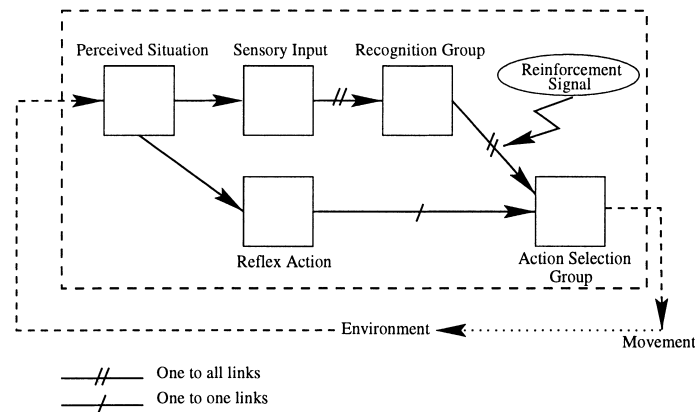 Perceived Situation
Sensory Input
Recognition Group
Reinforcement
Signal
Reflex Action
Action Selection
Group
Environment
Movement
One to all links
One to one links